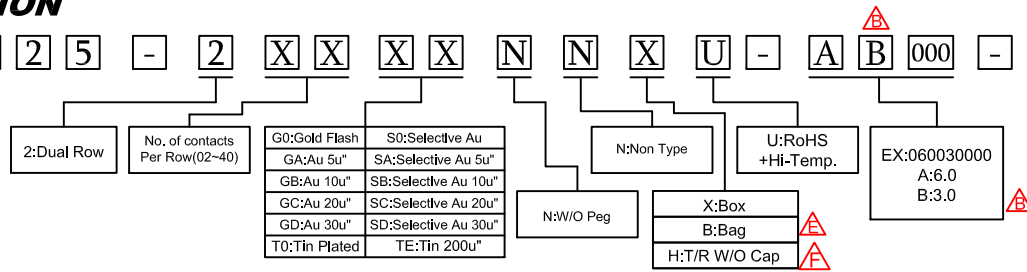 2 5 - 2 X X X X N N X U - A B 000 -
B
2:Dual Row
No. of contacts
Per Row(02~40)
G0:Gold Flash S0:Selective Au
GA:Au 5u" SA:Selective Au 5u"
GB:Au 10u" SB:Selective Au 10u"
GC:Au 20u" SC:Selective Au 20u"
GD:Au 30u" SD:Selective Au 30u"
T0:Tin Plated TE:Tin 200u"
N:W/O Peg
N:Non Type
X:Box
B:Bag
E
H:T/R W/O Cap
F
U:RoHS
+Hi-Temp.
EX:060030000
A:6.0
B:3.0
B